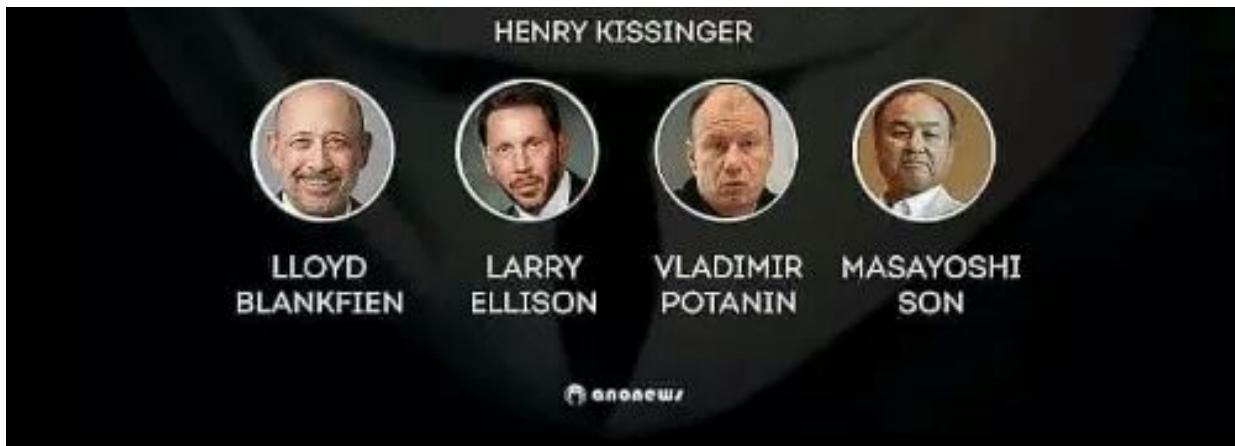 HENRY KISSINGER
LLOYD
BLANKFIEN
LARRY
ELLISON
VLADIMIR
POTANIN
MASAYOSHI
SON
anonews